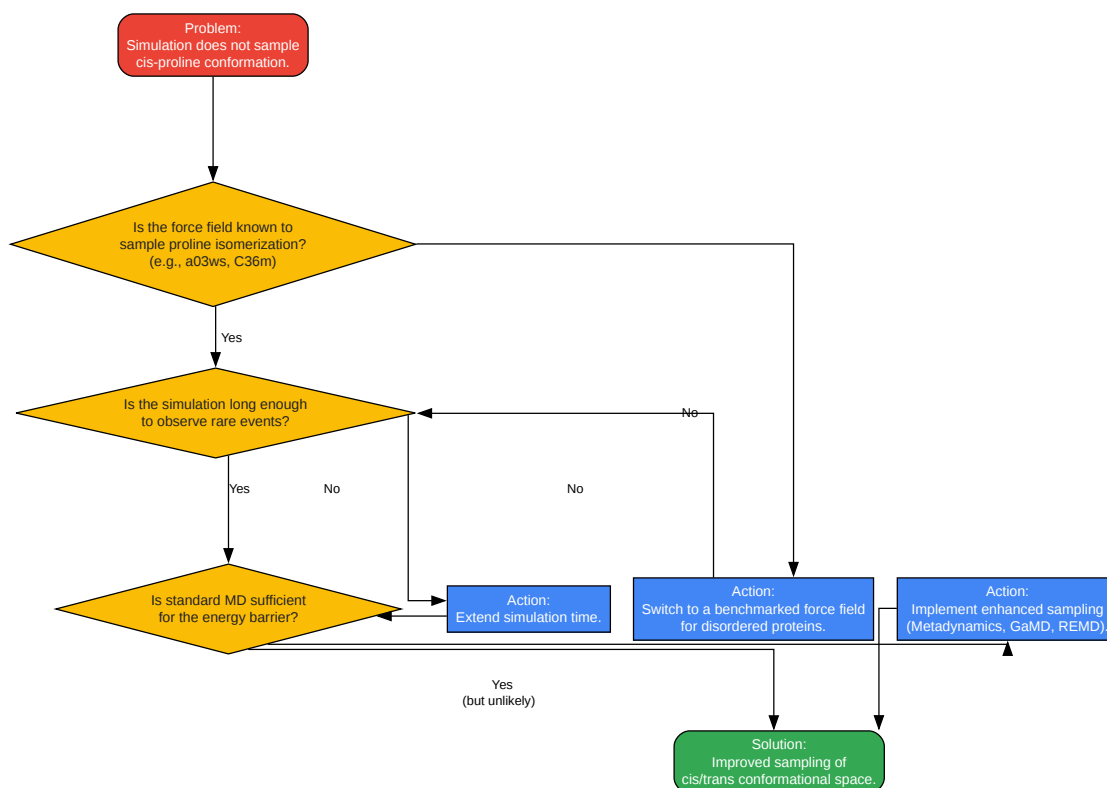 Problem:
Simulation does not sample
cis-proline conformation.
Is the force field known to
sample proline isomerization?
(e.g., a03ws, C36m)
Yes
Is the simulation long enough
to observe rare events?
No
Yes
No
No
Is standard MD sufficient
for the energy barrier?
Action:
Extend simulation time.
Action:
Switch to a benchmarked force field
for disordered proteins.
Action:
Implement enhanced sampling
(Metadynamics, GaMD, REMD).
Yes
(but unlikely)
Solution:
Improved sampling of
cis/trans conformational space.